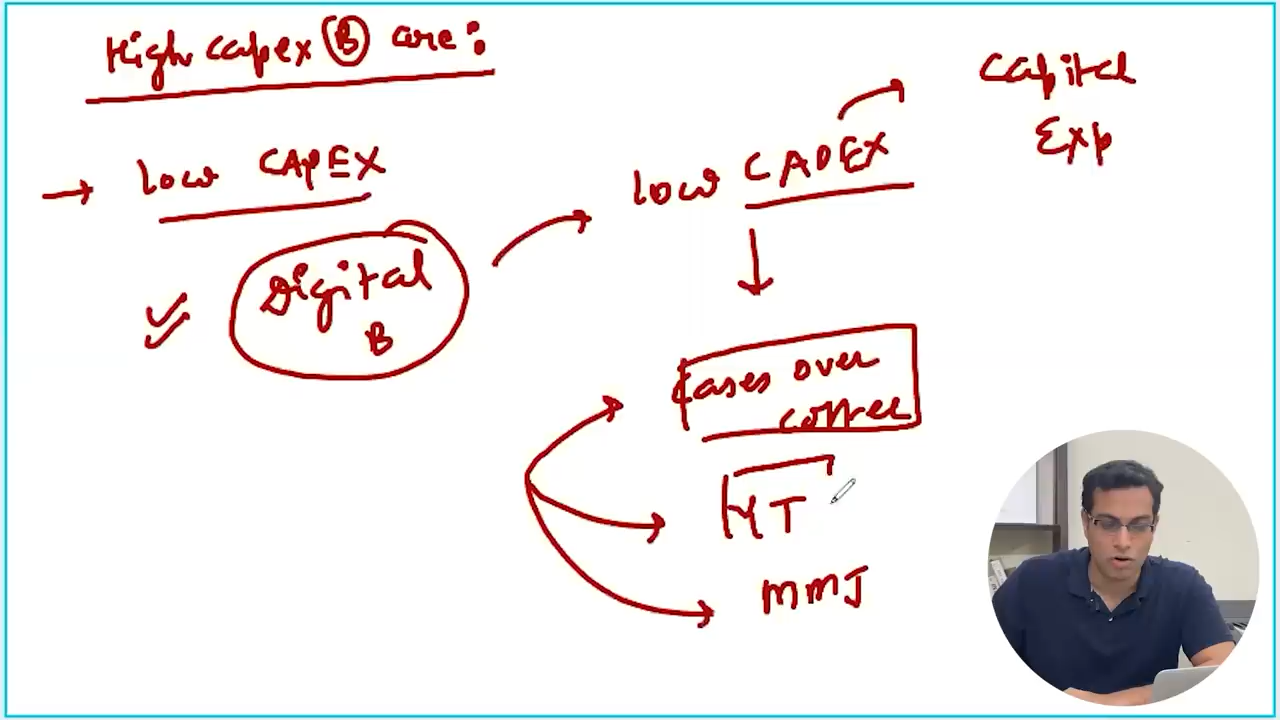 High capex B are:
→ low CAPEX
Digital
B
low CAPEX
Capital
Exp
Cases over
coffee
YT
MMJ